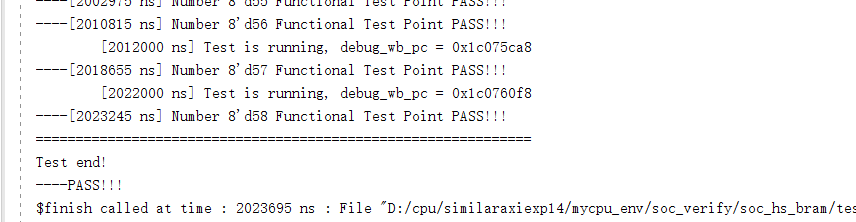 ----[2002975 ns] Number 8'd55 Functional Test Point PASS!!!
----[2010815 ns] Number 8'd56 Functional Test Point PASS!!!
[2012000 ns] Test is running, debug_wb_pc = 0x1c075ca8
----[2018655 ns] Number 8'd57 Functional Test Point PASS!!!
[2022000 ns] Test is running, debug_wb_pc = 0x1c0760f8
----[2023245 ns] Number 8'd58 Functional Test Point PASS!!!
==============================================================
Test end!
----PASS!!!
$finish called at time : 2023695 ns : File "D:/cpu/similaraxiexp14/mycpu_env/soc_verify/soc_hs_bram/tes